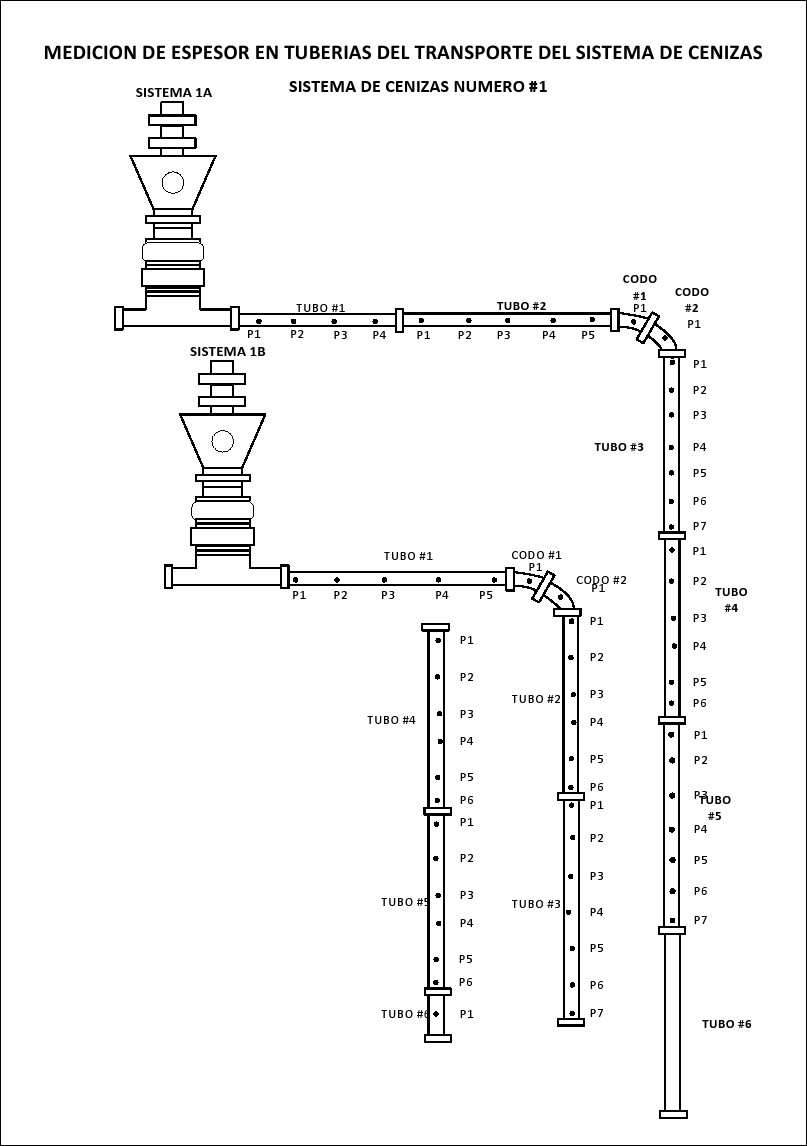 MEDICION DE ESPESOR EN TUBERIAS DEL TRANSPORTE DEL SISTEMA DE CENIZAS
SISTEMA DE CENIZAS NUMERO #1
SISTEMA 1A
CODO
#1
P1
CODO
#2
P1
TUBO #1
TUBO #2
P1 P2 P3 P4 P1 P2 P3 P4 P5
SISTEMA 1B
P1
P2
P3
TUBO #3
P4
P5
P6
P7
P1
P2
TUBO
#4
P3
P4
P5
P6
P1
P2
P3
TUBO
#5
P4
P5
P6
P7
TUBO #6
TUBO #1
CODO #1
P1
CODO #2
P1
P1 P2 P3 P4 P5
P1
P2
TUBO #2
P3
P4
P5
P6
P1
P2
P3
TUBO #3
P4
P5
P6
P7
P1
P2
P3
TUBO #4
P4
P5
P6
P1
P2
P3
TUBO #5
P4
P5
P6
TUBO #6
P1